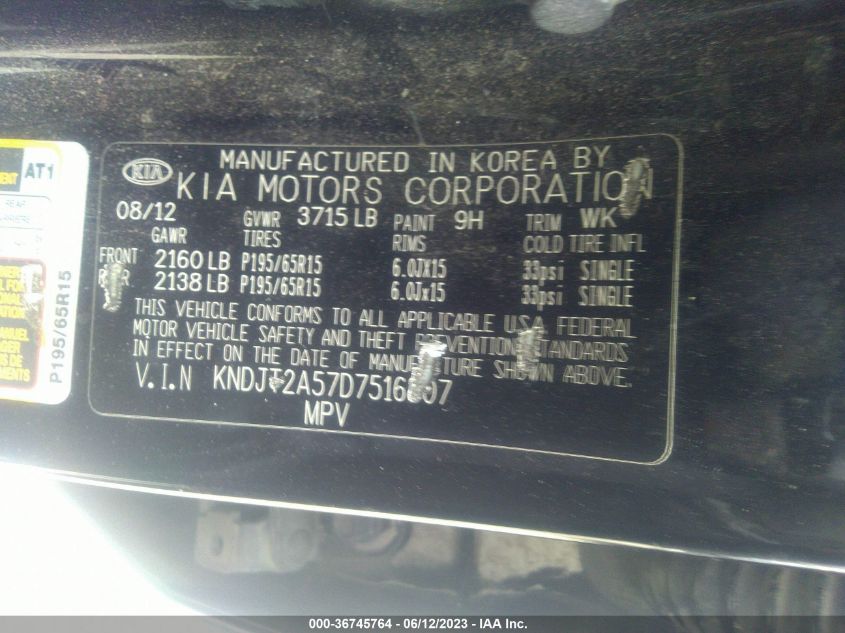 MANUFACTURED IN KOREA BY
KIA KIA MOTORS CORPORATION
08/12 GVWR 3715 LB PAINT 9H TRIM WK
GAWR TIRES RIMS COLD TIRE INFL
FRONT 2160 LB P195/65R15 6.0JX15 33psi SINGLE
2138 LB P195/65R15 6.0Jx15 33psi SINGLE
THIS VEHICLE CONFORMS TO ALL APPLICABLE U.S.A. FEDERAL
MOTOR VEHICLE SAFETY AND THEFT PREVENTION STANDARDS
IN EFFECT ON THE DATE OF MANUFACTURE SHOWN ABOVE.
V.I.N
MPV
AT1
P195/65R15
000-36745764 - 06/12/2023 - IAA Inc.